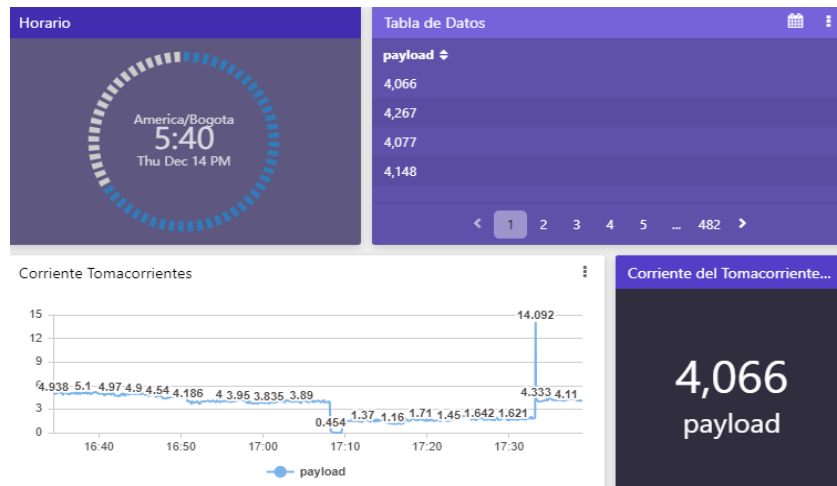 Horario
America/Bogota
5:40
Thu Dec 14 PM
Tabla de Datos
payload
4,066
4,267
4,077
4,148
< 1 2 3 4 5 ... 482 >
Corriente Tomacorrientes
15
12
9
6
3
0
14.092
4.938 5.1 4.97 4.9 4.54 4.186 4 3.95 3.835 3.89
0.454 1.37 1.16 1.71 1.45 1.642 1.621
4.333 4.11
16:40 16:50 17:00 17:10 17:20 17:30
payload
Corriente del Tomacorriente...
4,066
payload